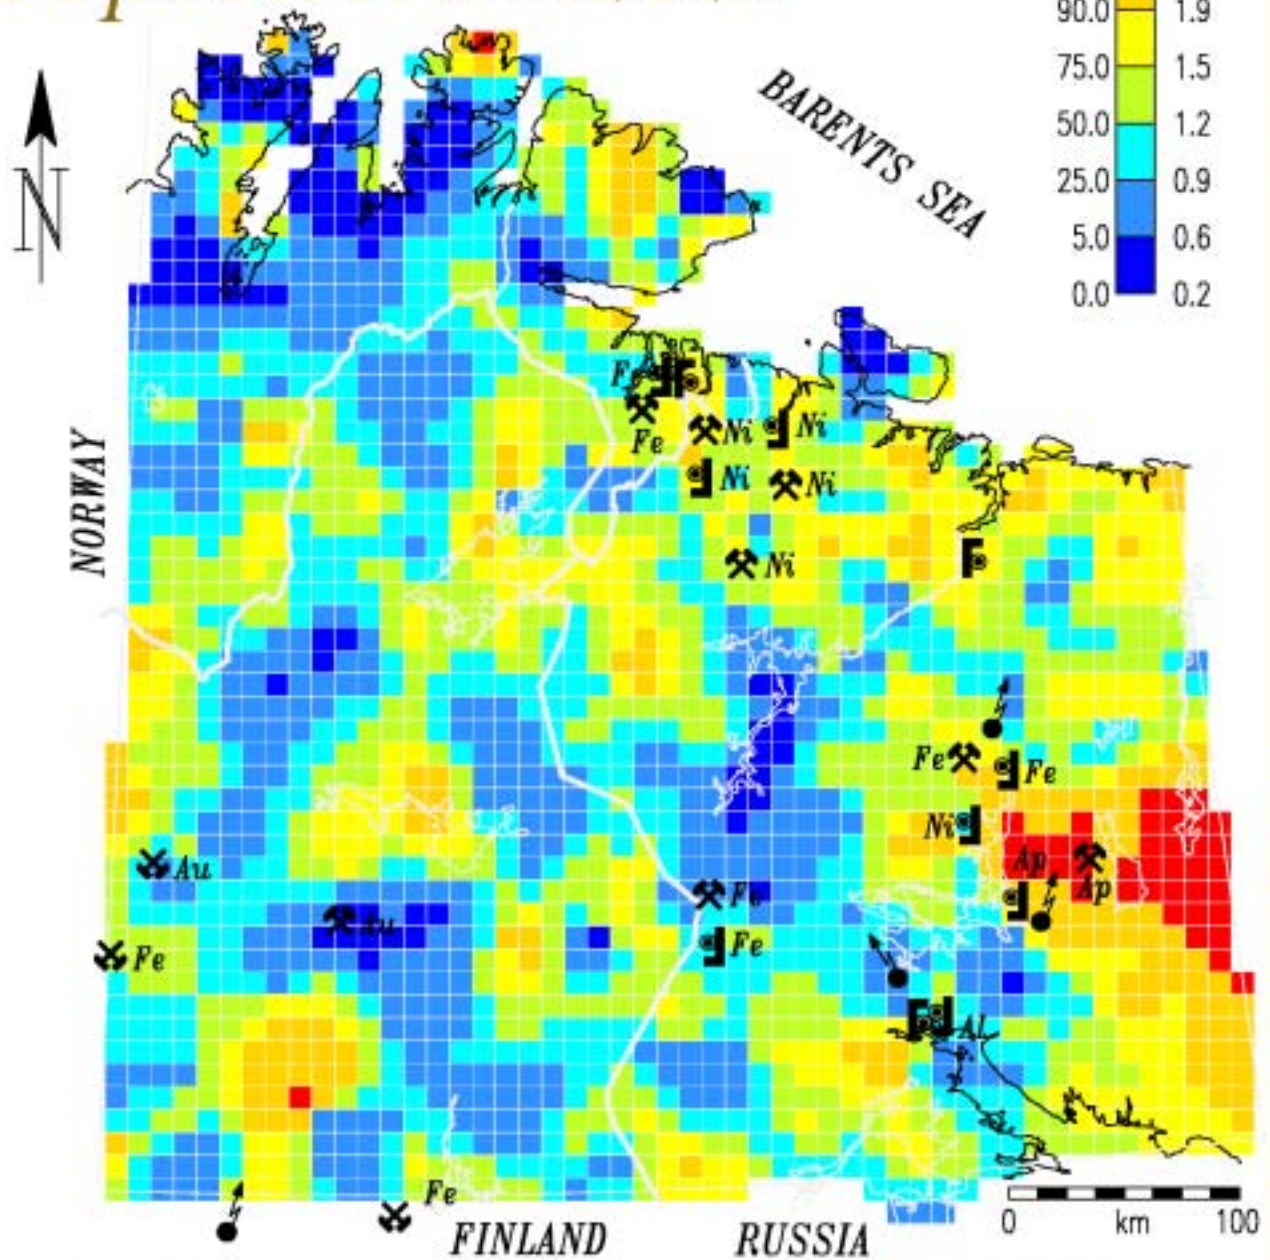 90.0 1.9
75.0 1.5
50.0 1.2
25.0 0.9
5.0 0.6
0.0 0.2
N
BARENTS SEA
NORWAY
Fe
Ni Ni
Ni Ni
Ni
Fe Fe
Ni
Ap
Ap
Au
Au
Fe
Fe
Fe
Al
Fe
FINLAND RUSSIA
0 km 100